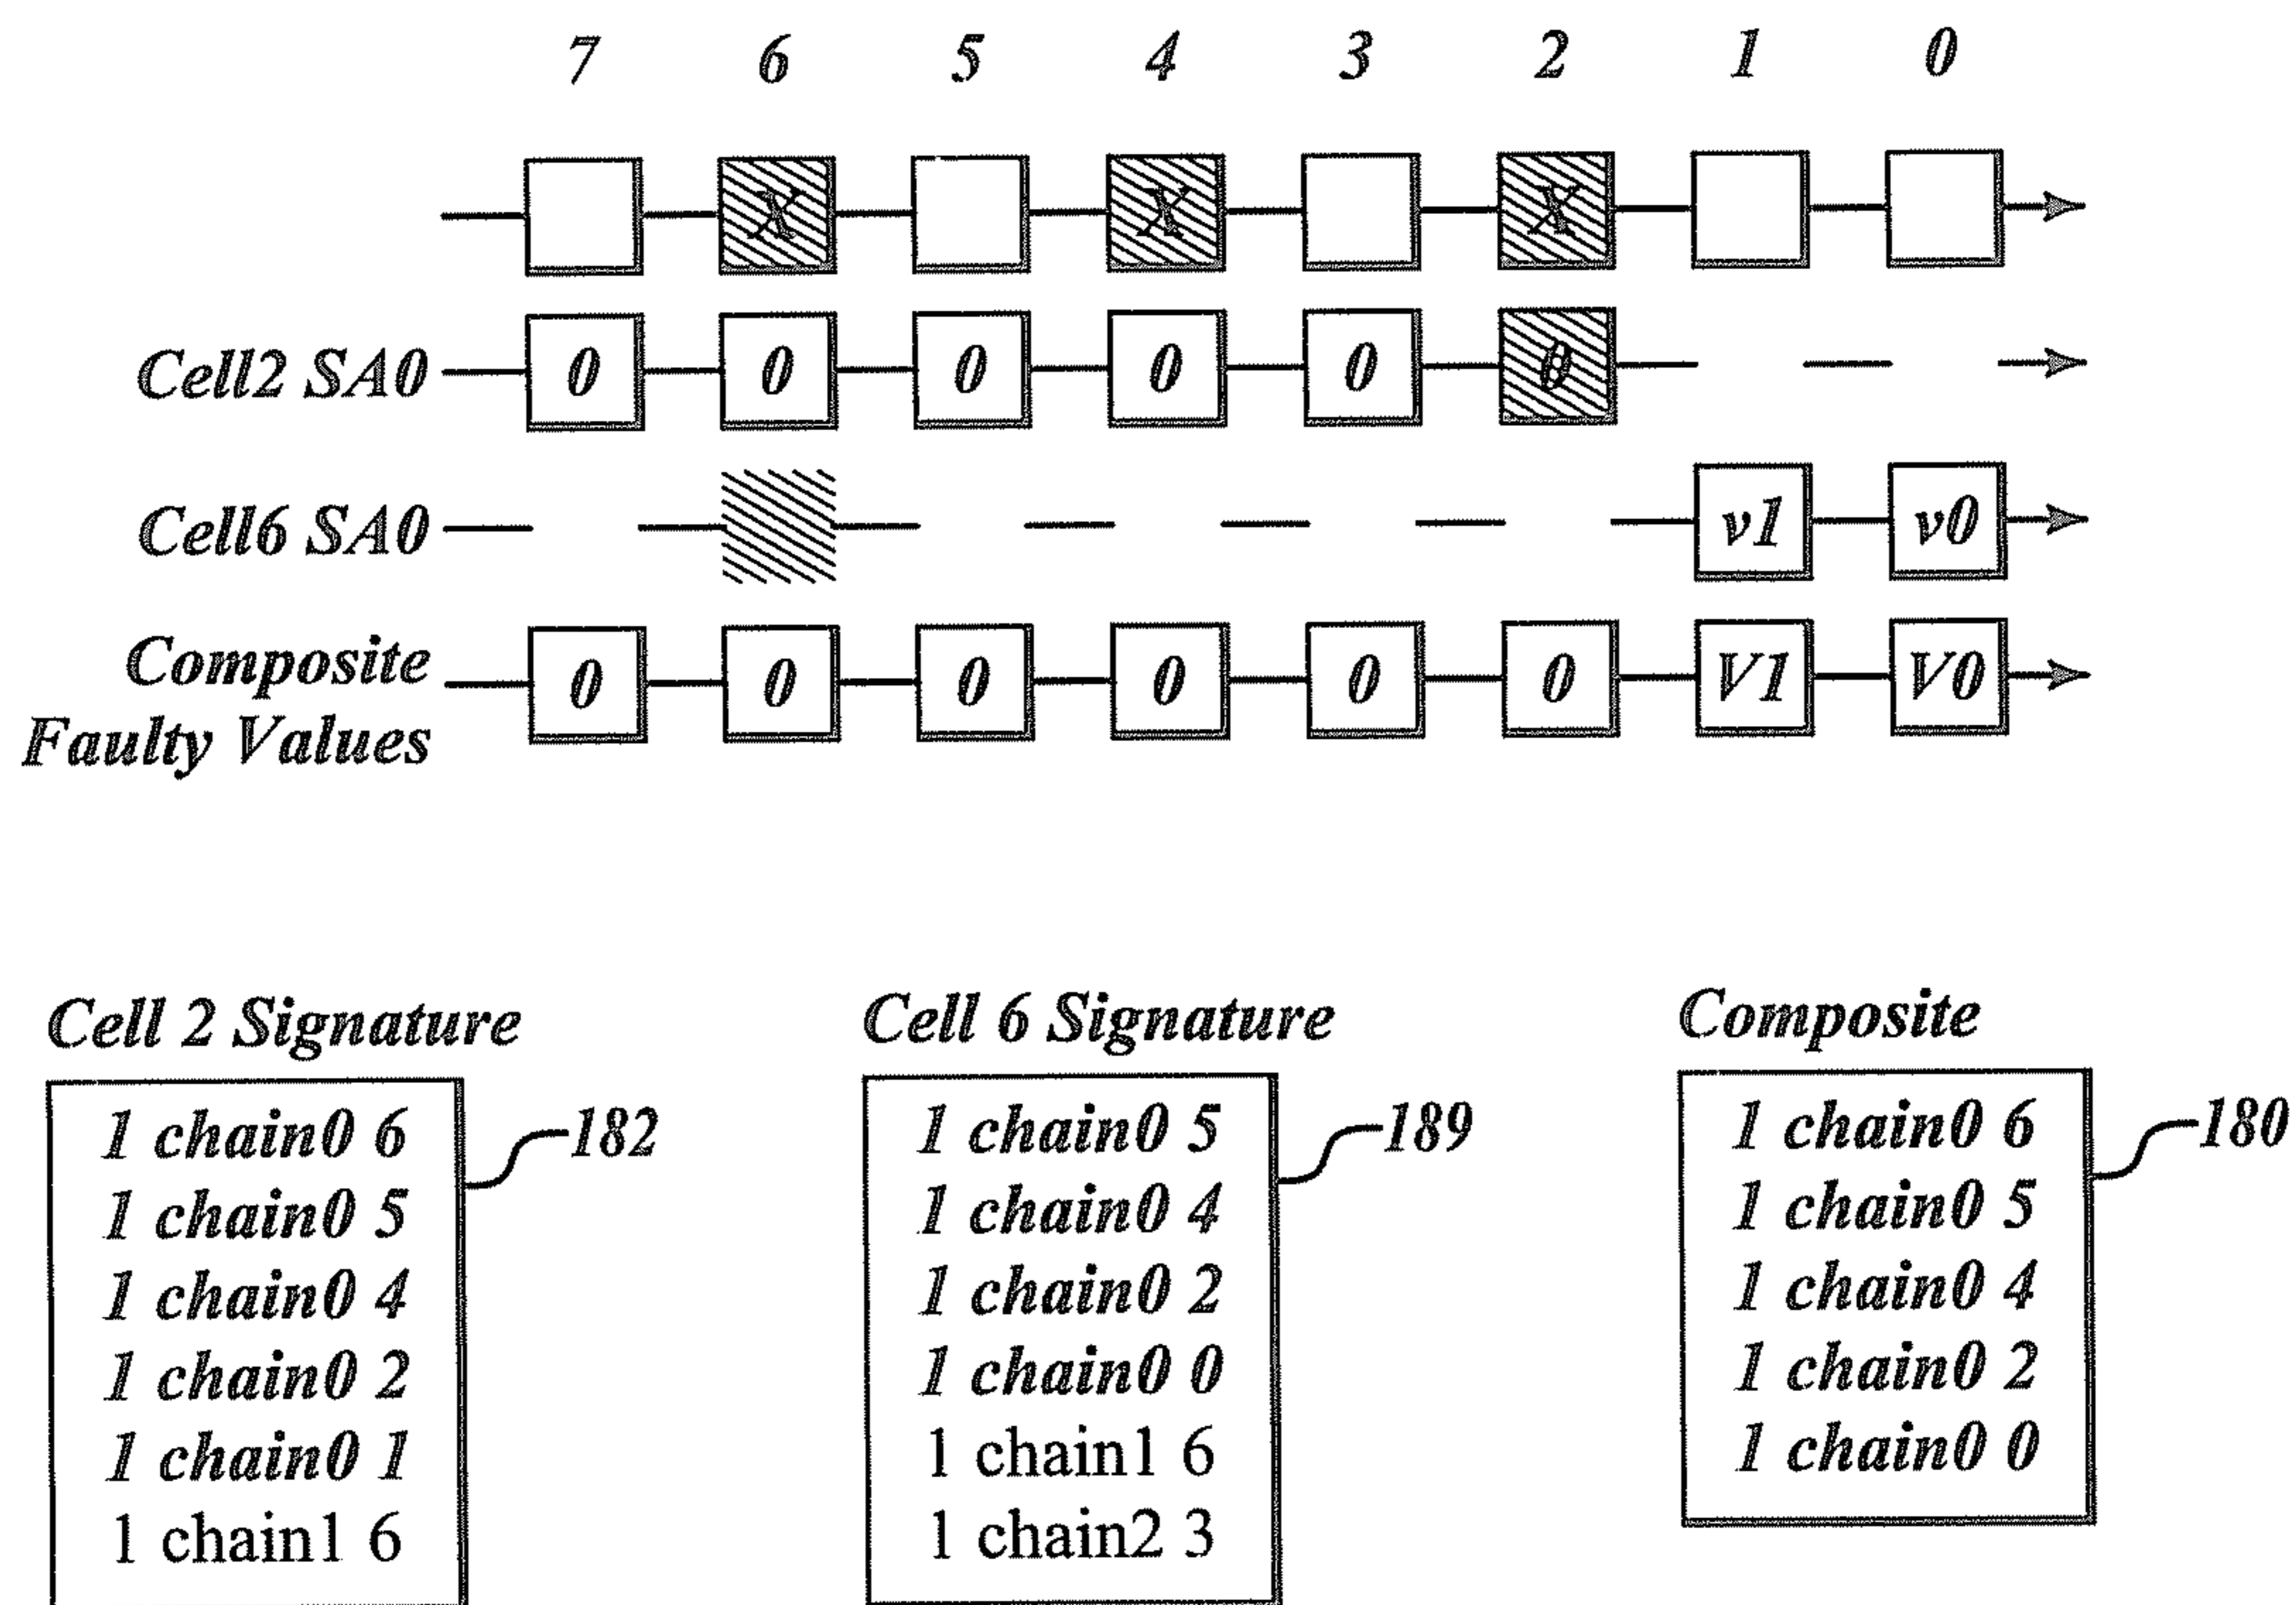 7 6 5 4 3 2 1 0
X X X
Cell2 SA0 0 0 0 0 0 0
Cell6 SA0 v1 v0
Composite
Faulty Values
0 0 0 0 0 0 V1 V0
Cell 2 Signature
1 chain0 6
1 chain0 5
1 chain0 4
1 chain0 2
1 chain0 1
1 chain1 6
182
Cell 6 Signature
1 chain0 5
1 chain0 4
1 chain0 2
1 chain0 0
1 chain1 6
1 chain2 3
189
Composite
1 chain0 6
1 chain0 5
1 chain0 4
1 chain0 2
1 chain0 0
180